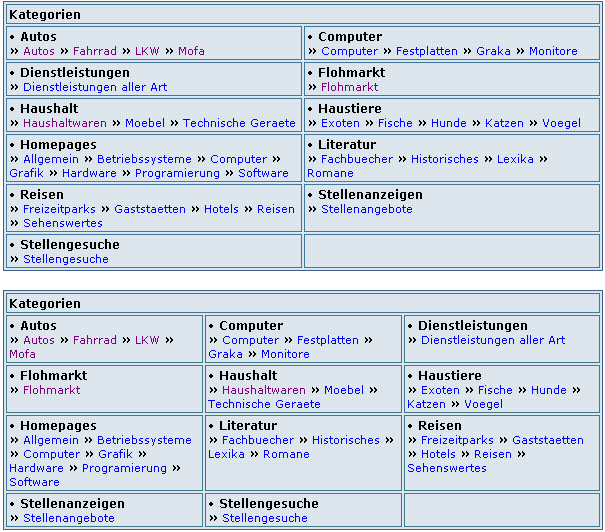 Kategorien
• Autos
» Autos » Fahrrad » LKW » Mofa
• Computer
» Computer » Festplatten » Graka » Monitore
• Dienstleistungen
» Dienstleistungen aller Art
• Flohmarkt
» Flohmarkt
• Haushalt
» Haushaltwaren » Moebel » Technische Geraete
• Haustiere
» Exoten » Fische » Hunde » Katzen » Voegel
• Homepages
» Allgemein » Betriebssysteme » Computer »
Grafik » Hardware » Programierung » Software
• Literatur
» Fachbuecher » Historisches » Lexika »
Romane
• Reisen
» Freizeitparks » Gaststaetten » Hotels » Reisen
» Sehenswertes
• Stellenanzeigen
» Stellenangebote
• Stellengesuche
» Stellengesuche
Kategorien
• Autos
» Autos » Fahrrad » LKW »
Mofa
• Computer
» Computer » Festplatten »
Graka » Monitore
• Dienstleistungen
» Dienstleistungen aller Art
• Flohmarkt
» Flohmarkt
• Haushalt
» Haushaltwaren » Moebel »
Technische Geraete
• Haustiere
» Exoten » Fische » Hunde »
Katzen » Voegel
• Homepages
» Allgemein » Betriebssysteme
» Computer » Grafik »
Hardware » Programierung »
Software
• Literatur
» Fachbuecher » Historisches »
Lexika » Romane
• Reisen
» Freizeitparks » Gaststaetten
» Hotels » Reisen »
Sehenswertes
• Stellenanzeigen
» Stellenangebote
• Stellengesuche
» Stellengesuche